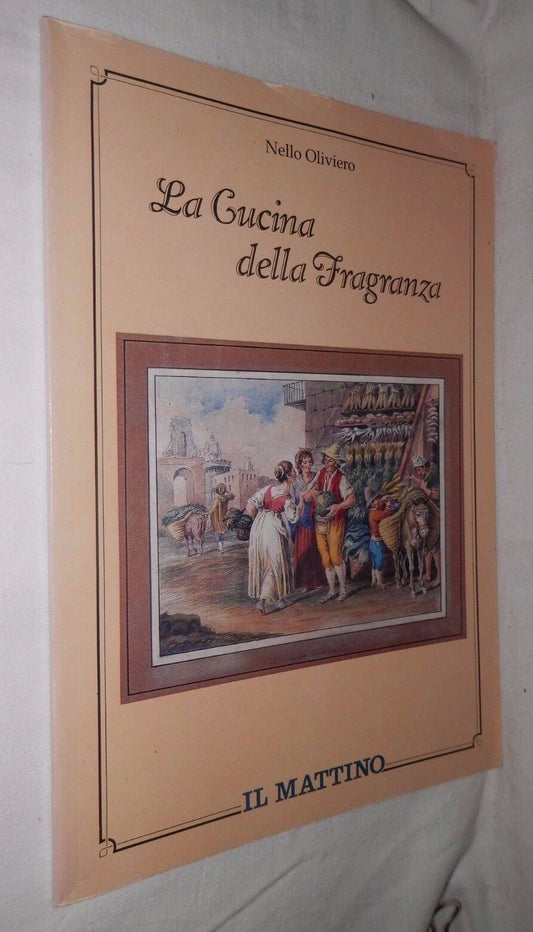 Nello Oliviero
La Cucina
della Fragranza
IL MATTINO